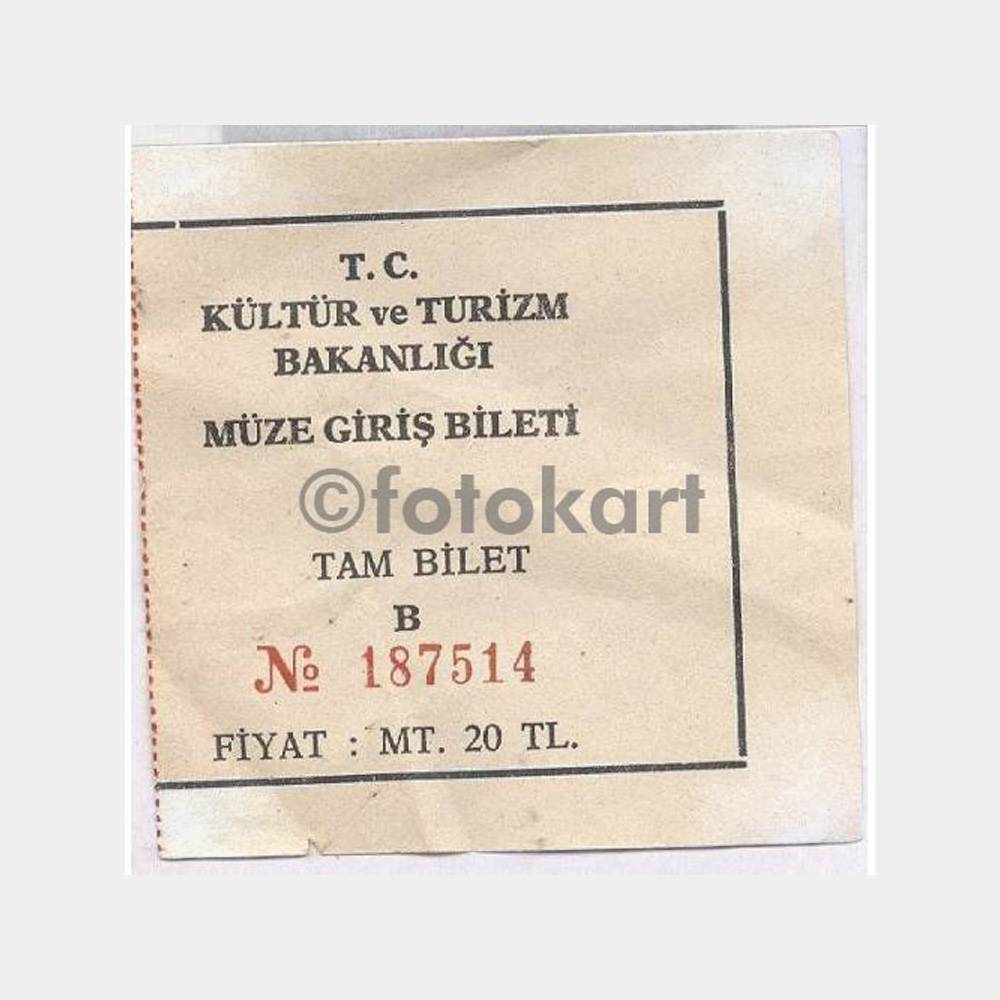 T. C.
KÜLTÜR ve TURİZM
BAKANLIĞI
MÜZE GİRİŞ BİLETİ
©fotokart
TAM BİLET
B
№ 187514
FİYAT : MT. 20 TL.